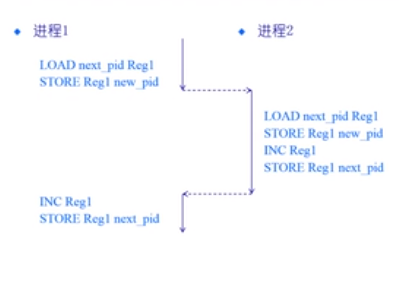 进程1
LOAD next_pid Reg1
STORE Reg1 new_pid
进程2
LOAD next_pid Reg1
STORE Reg1 new_pid
INC Reg1
STORE Reg1 next_pid
INC Reg1
STORE Reg1 next_pid